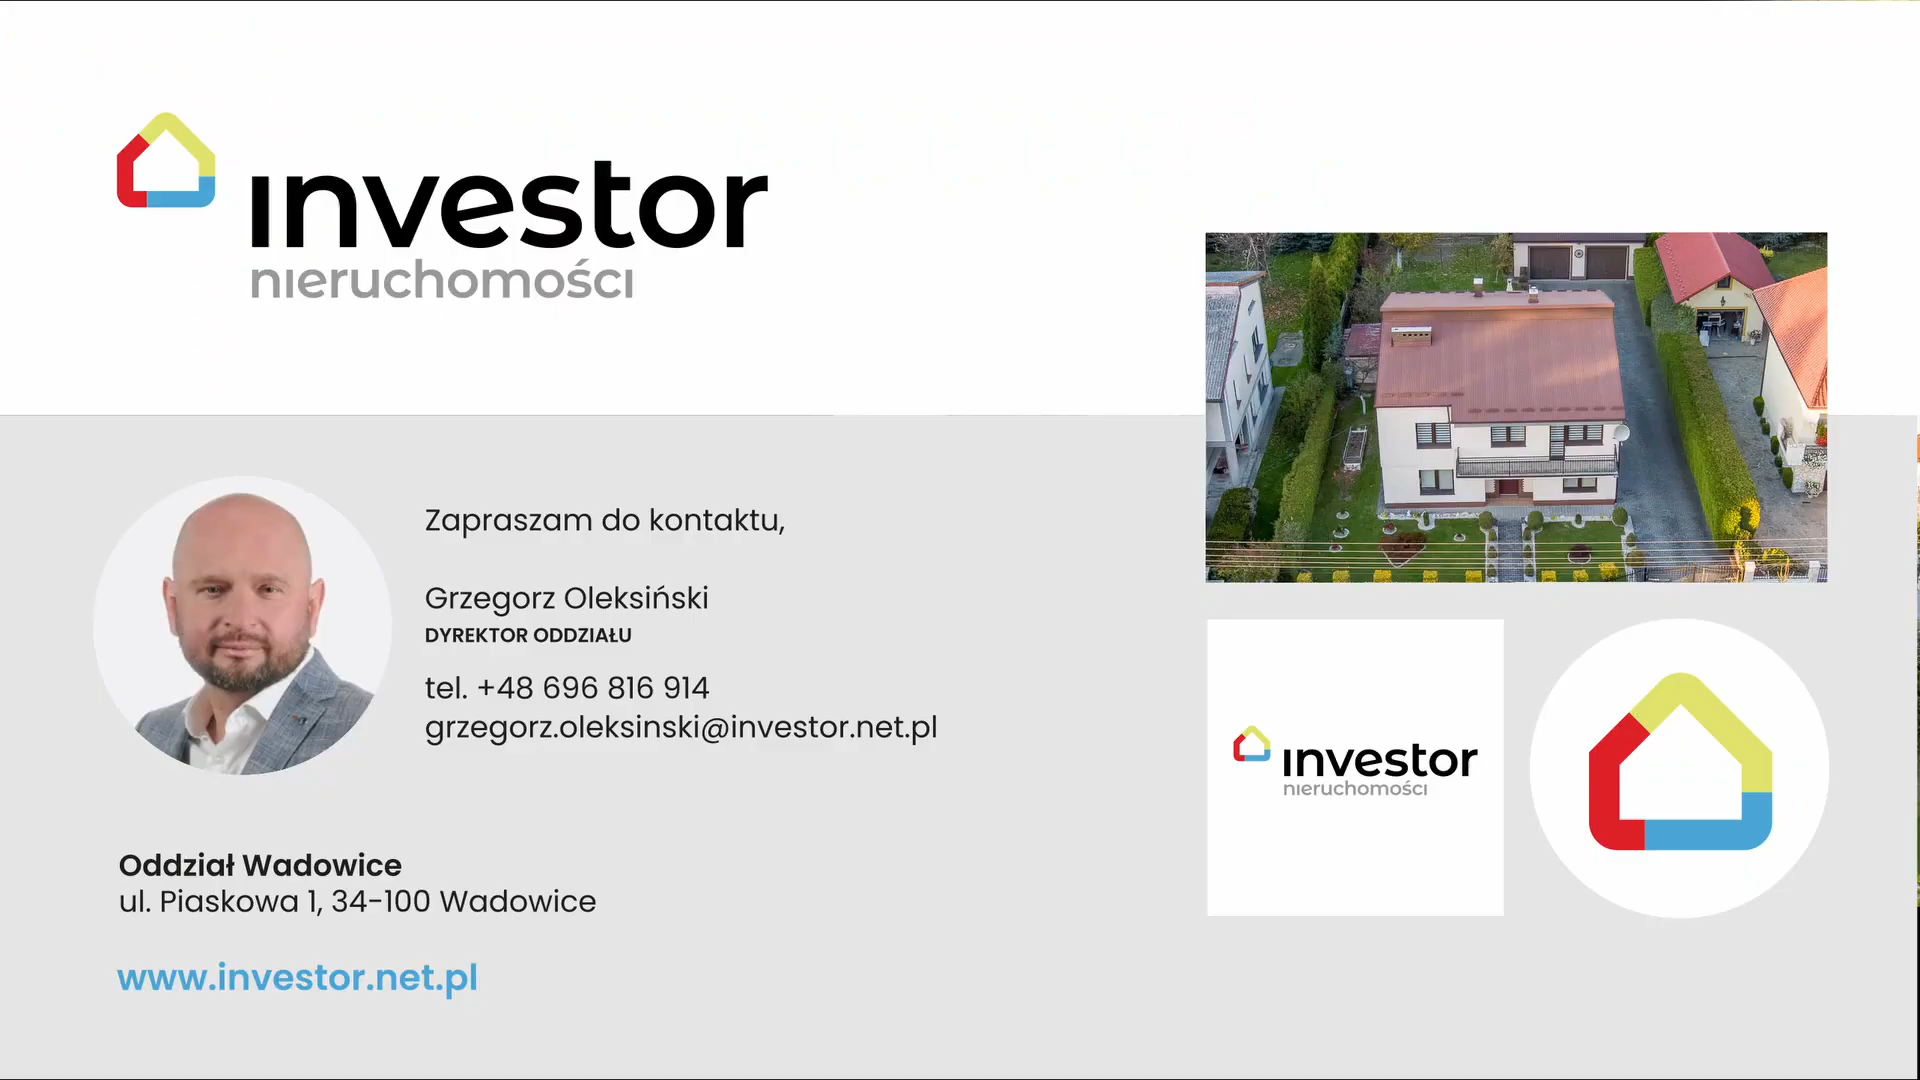 investor
nieruchomości
Zapraszam do kontaktu,
Grzegorz Oleksiński
DYREKTOR ODDZIAŁU
tel. +48 696 816 914
grzegorz.oleksinski@investor.net.pl
Oddział Wadowice
ul. Piaskowa 1, 34-100 Wadowice
www.investor.net.pl
investor
nieruchomości